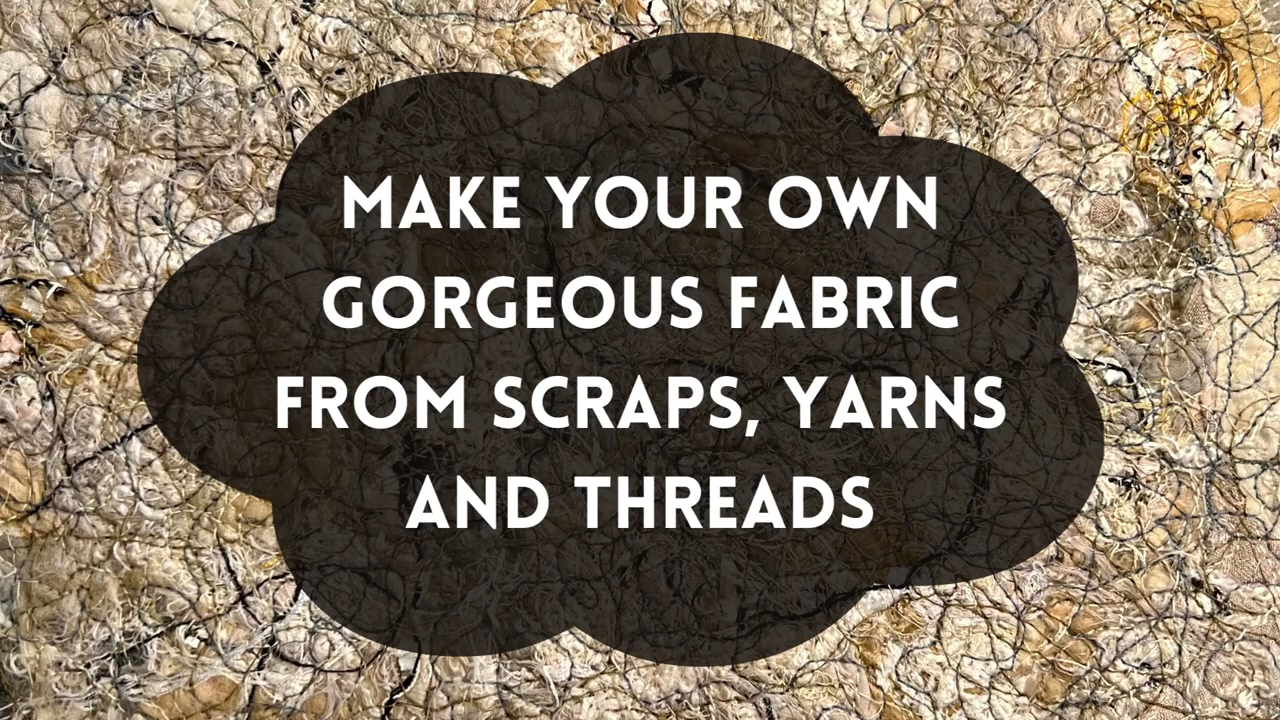 MAKE YOUR OWN
GORGEOUS FABRIC
FROM SCRAPS, YARNS
AND THREADS